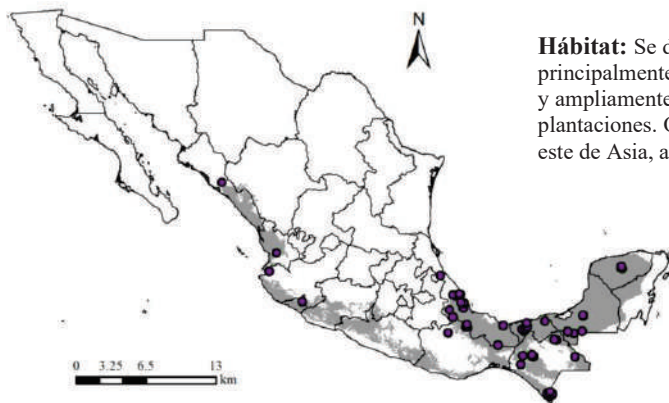 N
Hábitat: Se d
principalmente
y ampliamente
plantaciones. O
este de Asia, a
0 3.25 6.5 13
km